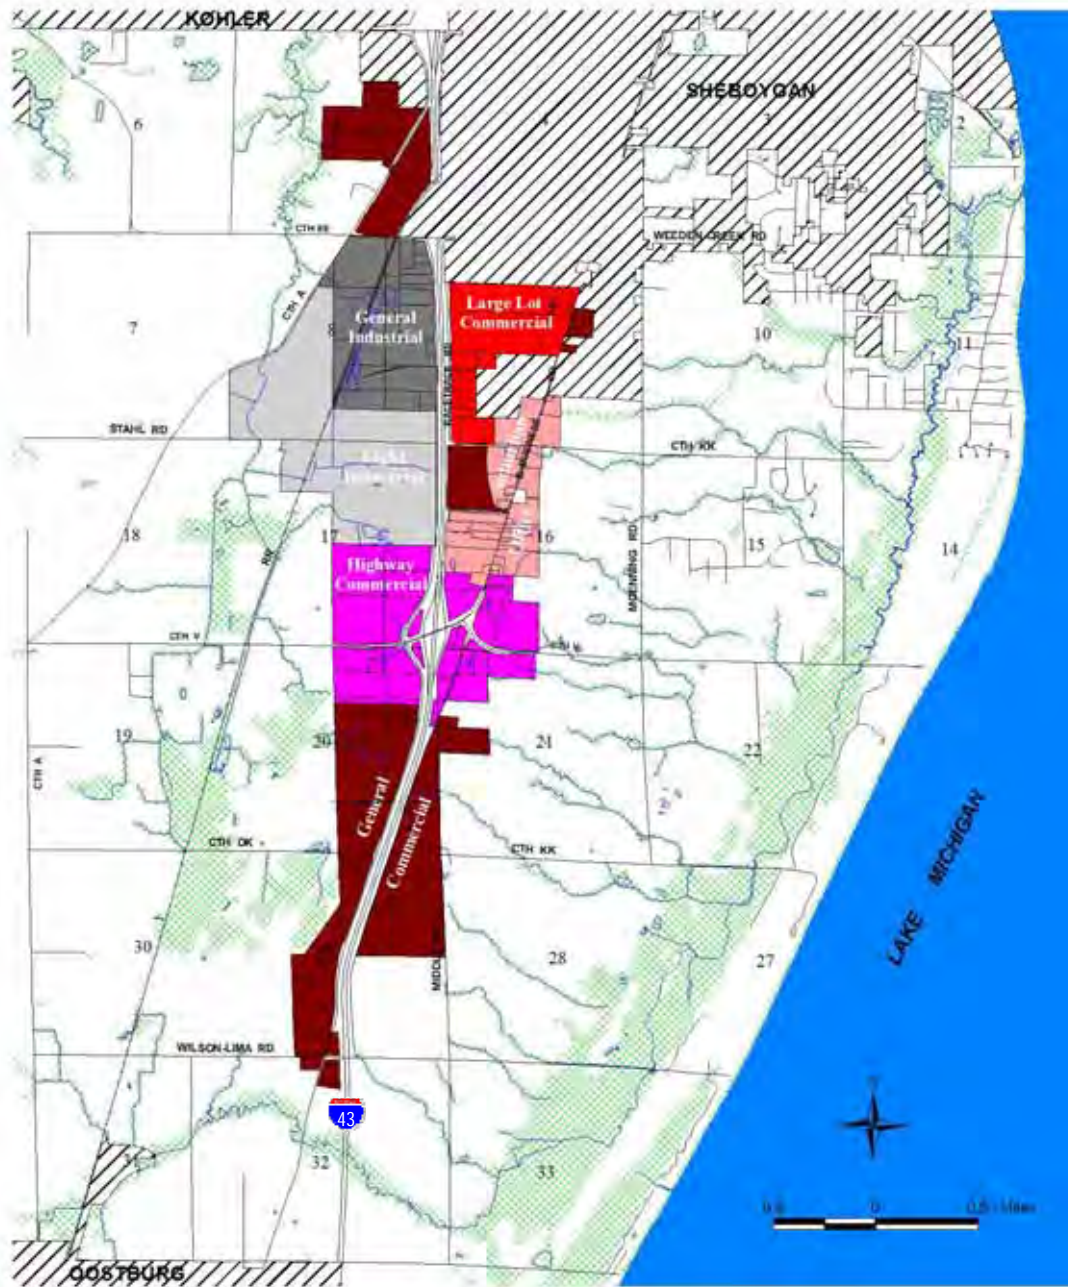 KOHLER
SHEBOYGAN
6
3
2
CTH A
WEEDEN CREEK RD
7
8
General
Industrial
Large Lot
Commercial
10
11
STAHL RD
CTH KK
Light
Industrial
18
17
16
15
14
RIX
MOENNING RD
Highway
Commercial
CTH V
19
20
21
22
CTH A
General
Commercial
CTH OK
CTH KK
LAKE MICHIGAN
30
28
27
WILSON-LIMA RD
43
32
33
0.5 0 0.5 Miles
OOSTBURG